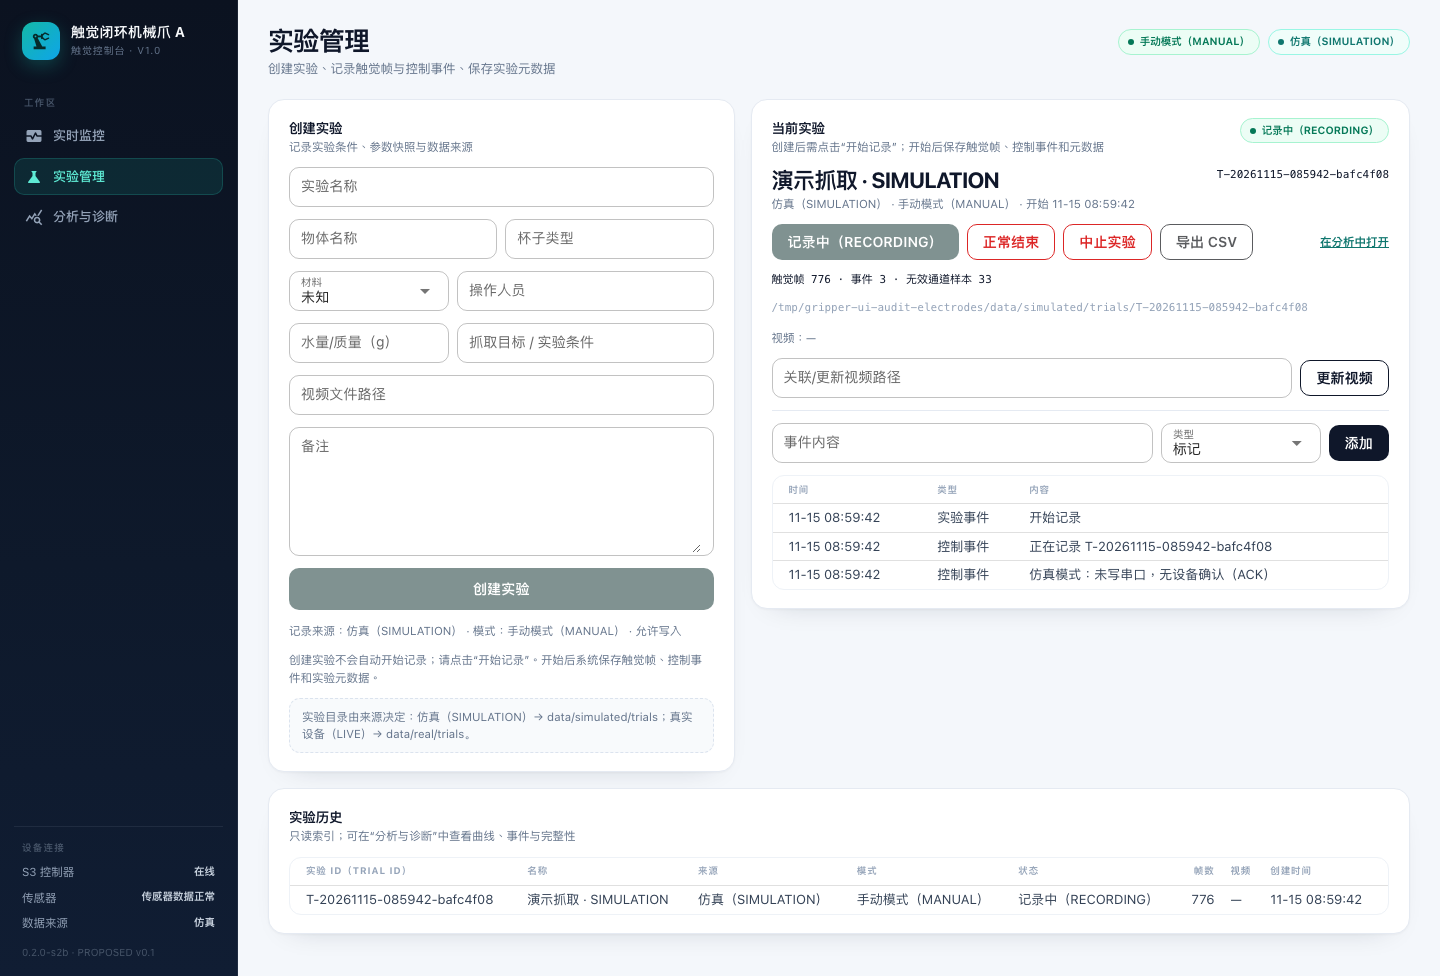 触觉闭环机械爪 A
触觉控制台 · V1.0
工作区
实时监控
实验管理
分析与诊断
设备连接
S3 控制器 在线
传感器 传感器数据正常
数据来源 仿真
0.2.0-s2b · PROPOSED v0.1
实验管理
创建实验、记录触觉帧与控制事件、保存实验元数据
手动模式（MANUAL）
仿真（SIMULATION）
创建实验
记录实验条件、参数快照与数据来源
实验名称
物体名称
杯子类型
材料
未知
操作人员
水量/质量（g）
抓取目标 / 实验条件
视频文件路径
备注
创建实验
记录来源：仿真（SIMULATION） · 模式：手动模式（MANUAL） · 允许写入
创建实验不会自动开始记录；请点击“开始记录”。开始后系统保存触觉帧、控制事
件和实验元数据。
实验目录由来源决定：仿真（SIMULATION）→ data/simulated/trials；真实
设备（LIVE）→ data/real/trials。
当前实验
创建后需点击“开始记录”；开始后保存触觉帧、控制事件和元数据
记录中（RECORDING）
演示抓取 · SIMULATION
T-20261115-085942-bafc4f08
仿真（SIMULATION） · 手动模式（MANUAL） · 开始 11-15 08:59:42
记录中（RECORDING）
正常结束
中止实验
导出 CSV
在分析中打开
触觉帧 776 · 事件 3 · 无效通道样本 33
/tmp/gripper-ui-audit-electrodes/data/simulated/trials/T-20261115-085942-bafc4f08
视频：—
关联/更新视频路径
更新视频
事件内容
类型
标记
添加
时间 类型 内容
11-15 08:59:42 实验事件 开始记录
11-15 08:59:42 控制事件 正在记录 T-20261115-085942-bafc4f08
11-15 08:59:42 控制事件 仿真模式：未写串口，无设备确认（ACK）
实验历史
只读索引；可在“分析与诊断”中查看曲线、事件与完整性
实验 ID（TRIAL ID） 名称 来源 模式 状态 帧数 视频 创建时间
T-20261115-085942-bafc4f08 演示抓取 · SIMULATION 仿真（SIMULATION） 手动模式（MANUAL） 记录中（RECORDING） 776 — 11-15 08:59:42